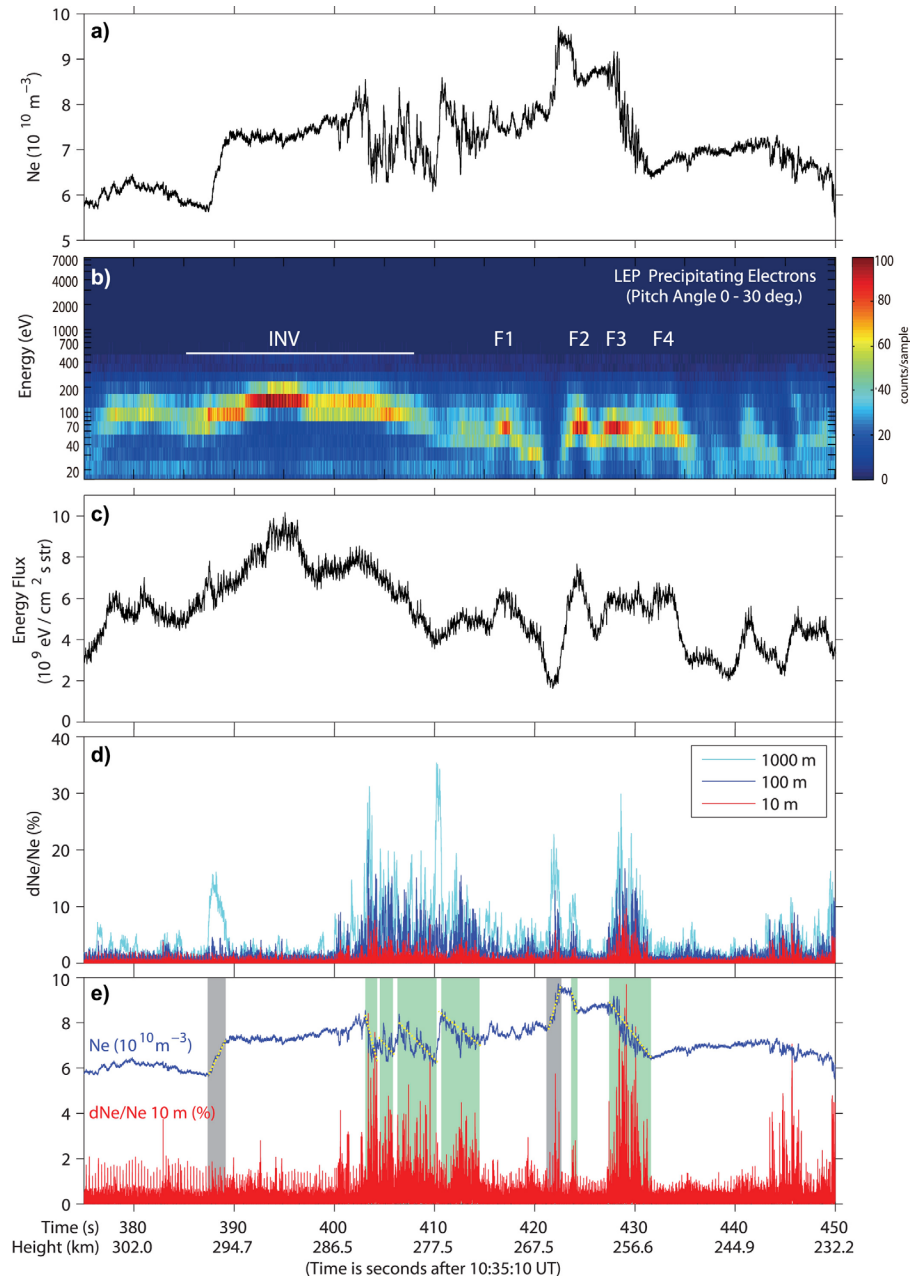 a)
10
9
8
7
6
5
Ne (10^10 m^-3)
b)
LEP Precipitating Electrons
(Pitch Angle 0 - 30 deg.)
INV
F1
F2
F3
F4
7000
4000
2000
1000
700
400
200
100
70
40
20
Energy (eV)
100
80
60
40
20
0
counts/sample
c)
10
8
6
4
2
0
Energy Flux
(10^9 eV / cm^2 s str)
d)
1000 m
100 m
10 m
40
30
20
10
0
dNe/Ne (%)
e)
10
8
6
4
2
0
Ne (10^10 m^-3)
dNe/Ne 10 m (%)
Time (s) 380 390 400 410 420 430 440 450
Height (km) 302.0 294.7 286.5 277.5 267.5 256.6 244.9 232.2
(Time is seconds after 10:35:10 UT)